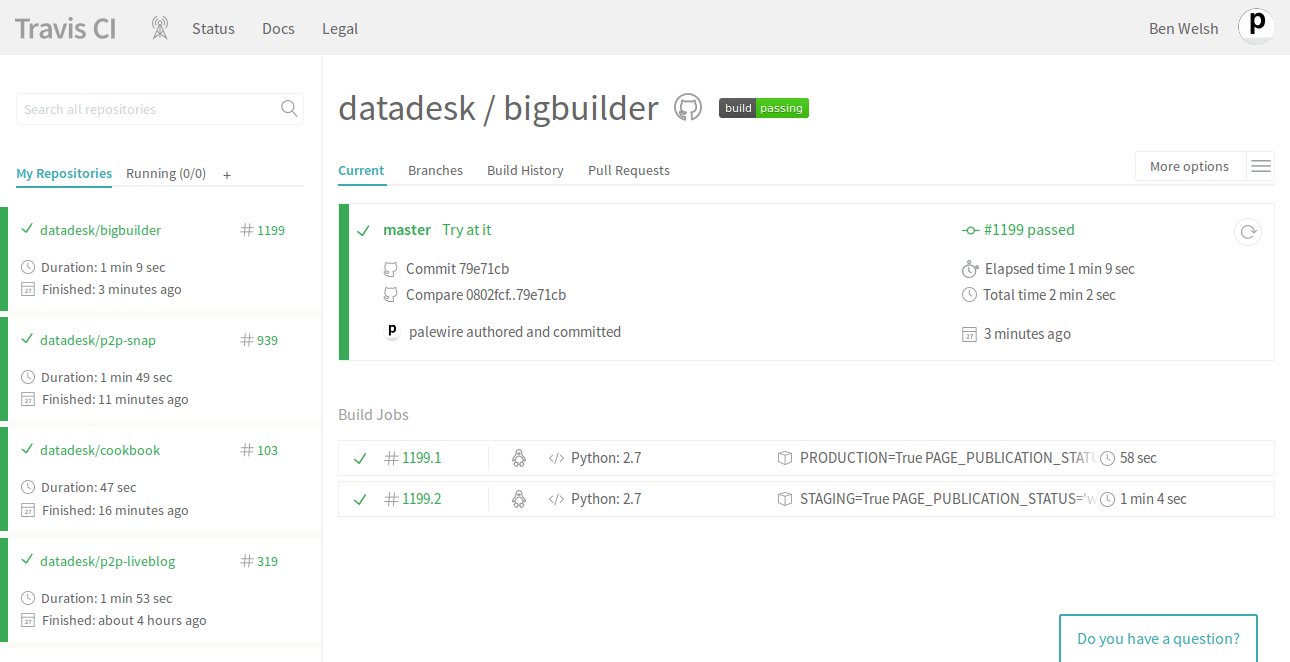 Travis CI Status Docs Legal Ben Welsh p
Search all repositories
My Repositories Running (0/0) +
datadesk/bigbuilder # 1199
Duration: 1 min 9 sec
27 Finished: 3 minutes ago
datadesk/p2p-snap # 939
Duration: 1 min 49 sec
27 Finished: 11 minutes ago
datadesk/cookbook # 103
Duration: 47 sec
27 Finished: 16 minutes ago
datadesk/p2p-liveblog # 319
Duration: 1 min 53 sec
27 Finished: about 4 hours ago
datadesk / bigbuilder build passing
Current Branches Build History Pull Requests More options
master Try at it #1199 passed
Commit 79e71cb Elapsed time 1 min 9 sec
Compare 0802fcf..79e71cb Total time 2 min 2 sec
p palewire authored and committed 27 3 minutes ago
Build Jobs
# 1199.1 </> Python: 2.7 PRODUCTION=True PAGE_PUBLICATION_STATU 58 sec
# 1199.2 </> Python: 2.7 STAGING=True PAGE_PUBLICATION_STATUS='w 1 min 4 sec
Do you have a question?